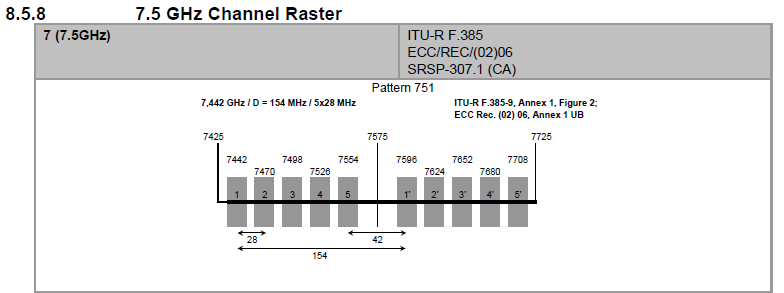 8.5.8 7.5 GHz Channel Raster
7 (7.5GHz) ITU-R F.385
ECC/REC/(02)06
SRSP-307.1 (CA)
Pattern 751
7,442 GHz / D = 154 MHz / 5x28 MHz ITU-R F.385-9, Annex 1, Figure 2;
ECC Rec. (02) 06, Annex 1 UB
7425 7575 7725
7442 7498 7554 7596 7652 7708
7470 7526 7624 7680
1 2 3 4 5 1' 2' 3' 4' 5'
28 42
154